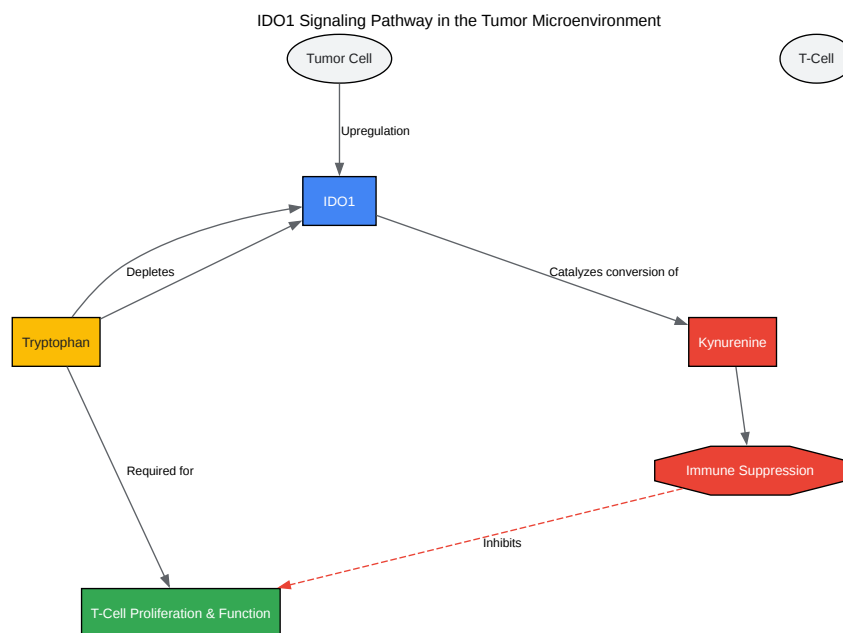 IDO1 Signaling Pathway in the Tumor Microenvironment
Tumor Cell
T-Cell
Upregulation
IDO1
Depletes
Catalyzes conversion of
Tryptophan
Kynurenine
Required for
Immune Suppression
Inhibits
T-Cell Proliferation & Function